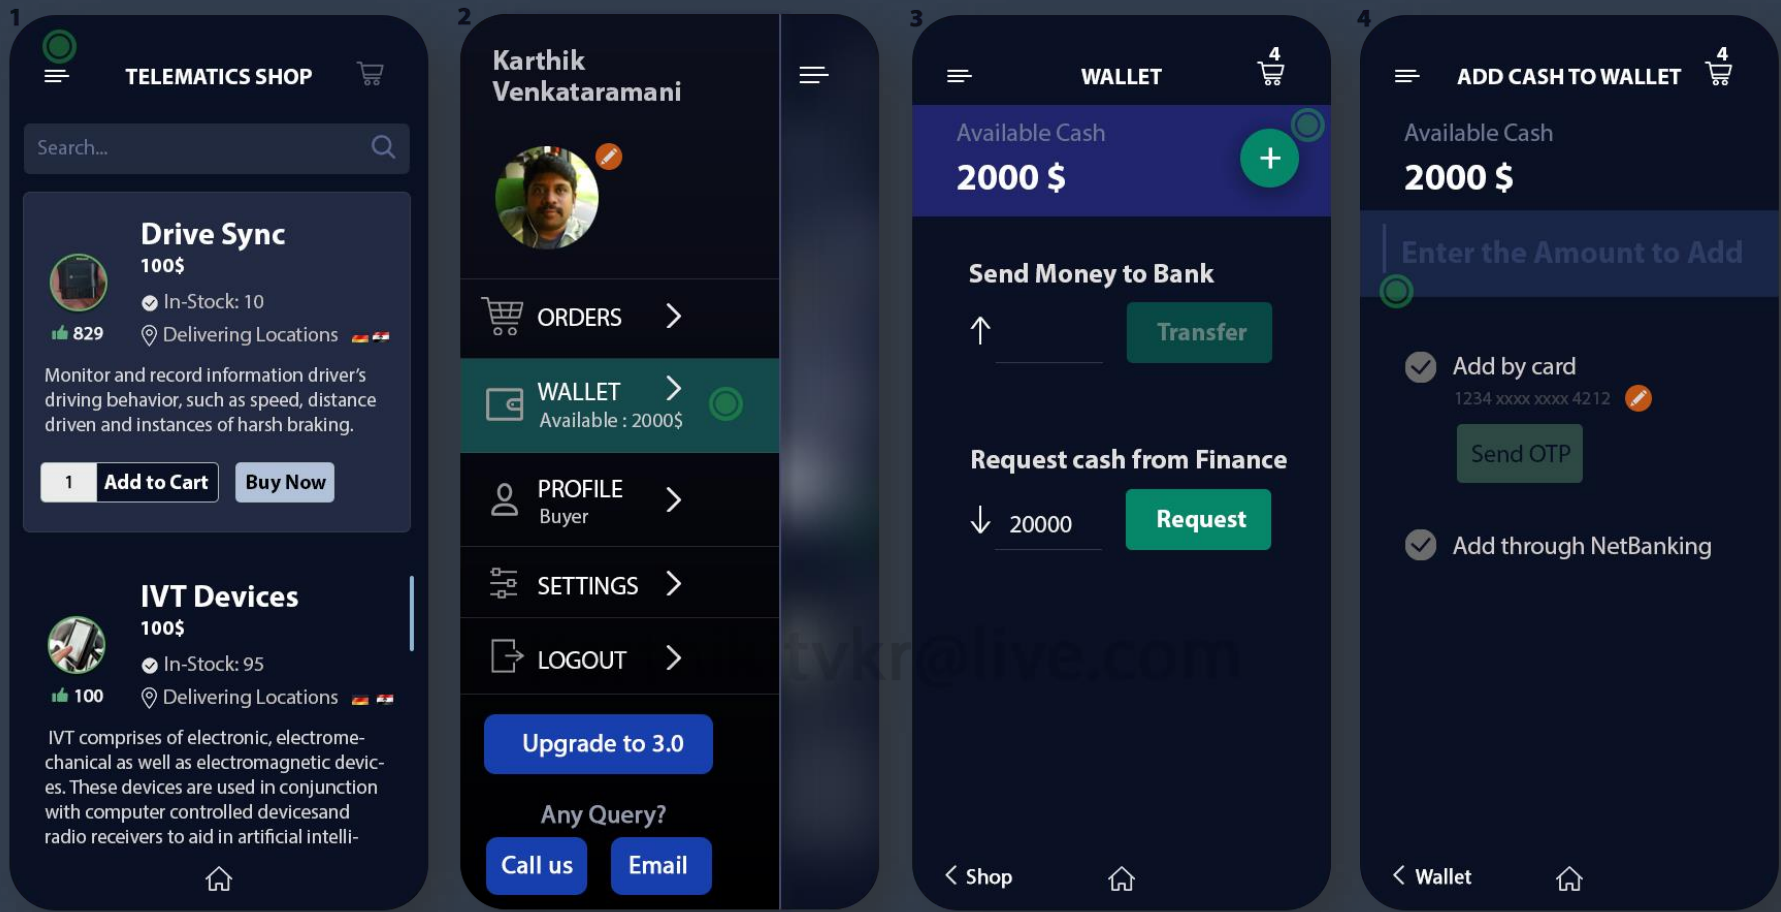 1
TELEMATICS SHOP
Search...
Drive Sync
100$
In-Stock: 10
829
Delivering Locations
Monitor and record information driver's
driving behavior, such as speed, distance
driven and instances of harsh braking.
1
Add to Cart
Buy Now
IVT Devices
100$
In-Stock: 95
100
Delivering Locations
IVT comprises of electronic, electrome-
chanical as well as electromagnetic devic-
es. These devices are used in conjunction
with computer controlled devicesand
radio receivers to aid in artificial intelli-
2
Karthik
Venkataramani
ORDERS
WALLET
Available : 2000$
PROFILE
Buyer
SETTINGS
LOGOUT
Upgrade to 3.0
Any Query?
Call us
Email
3
WALLET
4
Available Cash
2000 $
+
Send Money to Bank
Transfer
Request cash from Finance
20000
Request
Shop
4
ADD CASH TO WALLET
4
Available Cash
2000 $
Enter the Amount to Add
Add by card
1234 xxxx xxxx 4212
Send OTP
Add through NetBanking
Wallet